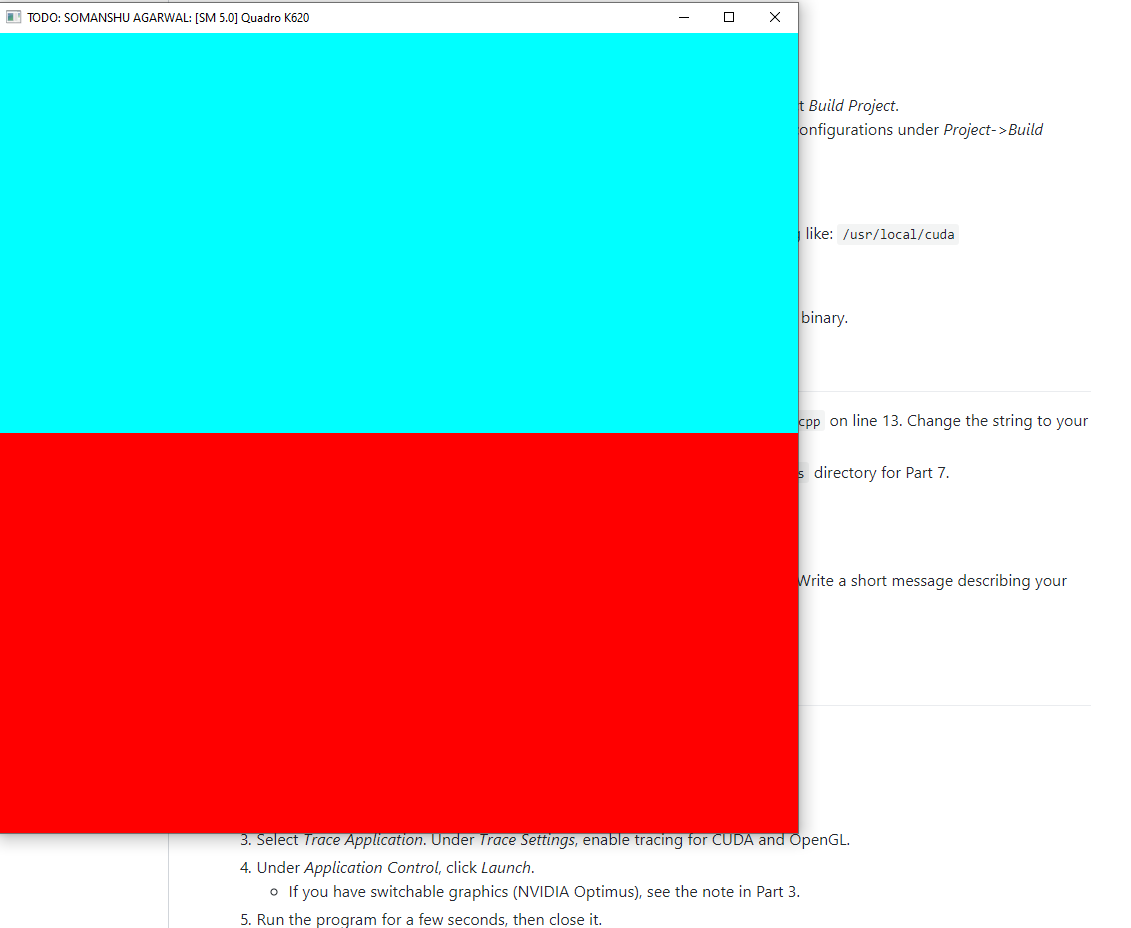 TODO: SOMANSHU AGARWAL: [SM 5.0] Quadro K620
t Build Project.
onfigurations under Project->Build
like: /usr/local/cuda
binary.
cpp on line 13. Change the string to your
s directory for Part 7.
Write a short message describing your
3. Select Trace Application. Under Trace Settings, enable tracing for CUDA and OpenGL.
4. Under Application Control, click Launch.
If you have switchable graphics (NVIDIA Optimus), see the note in Part 3.
5. Run the program for a few seconds, then close it.